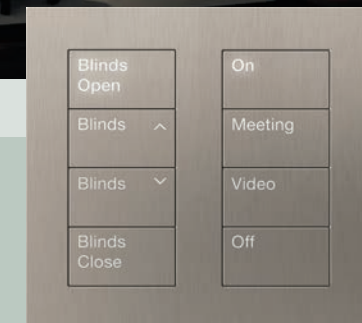 Blinds
Open
Blinds
Blinds
Blinds
Close
On
Meeting
Video
Off